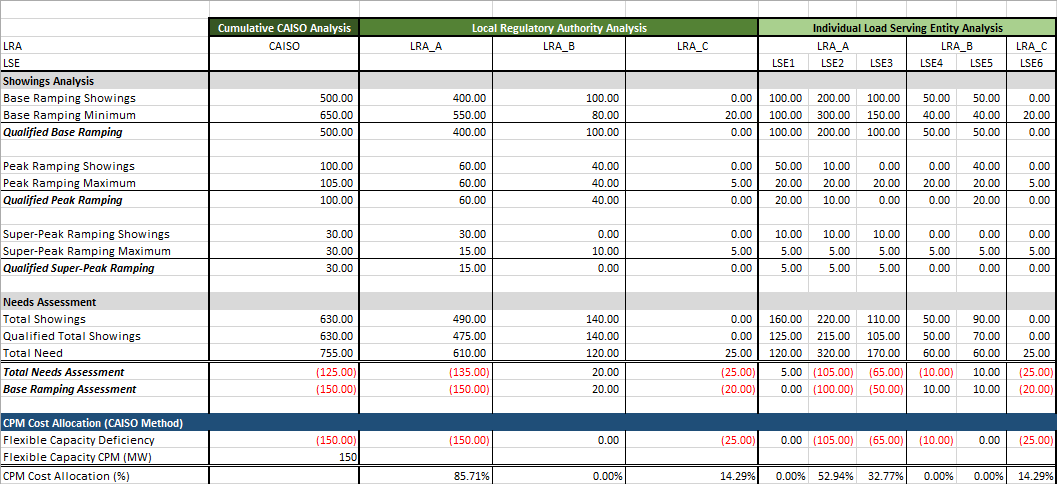 Cumulative CAISO Analysis Local Regulatory Authority Analysis Individual Load Serving Entity Analysis
LRA CAISO LRA_A LRA_B LRA_C LRA_A LRA_B LRA_C
LSE LSE1 LSE2 LSE3 LSE4 LSE5 LSE6
Showings Analysis
Base Ramping Showings 500.00 400.00 100.00 0.00 100.00 200.00 100.00 50.00 50.00 0.00
Base Ramping Minimum 650.00 550.00 80.00 20.00 100.00 300.00 150.00 40.00 40.00 20.00
Qualified Base Ramping 500.00 400.00 100.00 0.00 100.00 200.00 100.00 50.00 50.00 0.00
Peak Ramping Showings 100.00 60.00 40.00 0.00 50.00 10.00 0.00 0.00 40.00 0.00
Peak Ramping Maximum 105.00 60.00 40.00 5.00 20.00 20.00 20.00 20.00 20.00 5.00
Qualified Peak Ramping 100.00 60.00 40.00 0.00 20.00 10.00 0.00 0.00 20.00 0.00
Super-Peak Ramping Showings 30.00 30.00 0.00 0.00 10.00 10.00 10.00 0.00 0.00 0.00
Super-Peak Ramping Maximum 30.00 15.00 10.00 5.00 5.00 5.00 5.00 5.00 5.00 5.00
Qualified Super-Peak Ramping 30.00 15.00 0.00 0.00 5.00 5.00 5.00 0.00 0.00 0.00
Needs Assessment
Total Showings 630.00 490.00 140.00 0.00 160.00 220.00 110.00 50.00 90.00 0.00
Qualified Total Showings 630.00 475.00 140.00 0.00 125.00 215.00 105.00 50.00 70.00 0.00
Total Need 755.00 610.00 120.00 25.00 120.00 320.00 170.00 60.00 60.00 25.00
Total Needs Assessment (125.00) (135.00) 20.00 (25.00) 5.00 (105.00) (65.00) (10.00) 10.00 (25.00)
Base Ramping Assessment (150.00) (150.00) 20.00 (20.00) 0.00 (100.00) (50.00) 10.00 10.00 (20.00)
CPM Cost Allocation (CAISO Method)
Flexible Capacity Deficiency (150.00) (150.00) 0.00 (25.00) 0.00 (105.00) (65.00) (10.00) 0.00 (25.00)
Flexible Capacity CPM (MW) 150
CPM Cost Allocation (%) 85.71% 0.00% 14.29% 0.00% 52.94% 32.77% 0.00% 0.00% 14.29%